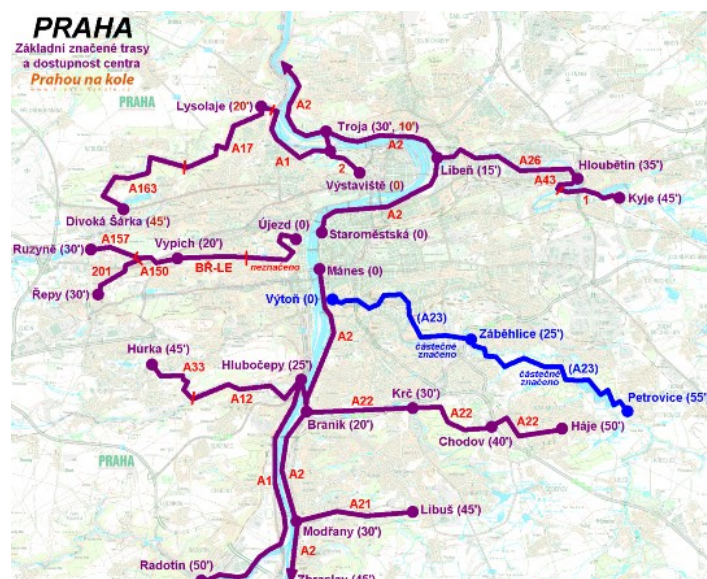 PRAHA
Základní značené trasy
a dostupnost centra
Prahou na kole
PRAHA
A2
Lysolaje (20')
Troja (30', 10')
A2
A17
A1
2
Libeň (15')
A26
Hloubětín (35')
A163
Výstaviště (0)
A43
1
Kyje (45')
Divoká Šárka (45')
A2
Újezd (0)
Staroměstská (0)
A157
Ruzyně (30')
Vypich (20')
201
A150
BŘ-LE
neznačeno
Mánes (0)
Řepy (30')
Výtoň (0)
(A23)
Záběhlice (25')
A2
částečně
značeno
Hůrka (45')
A33
Hlubočepy (25')
částečně
značeno
(A23)
A12
A22
Krč (30')
Petrovice (55')
Braník (20')
A22
A22
Chodov (40')
Háje (50')
PRAHA
A1
A2
A21
Libuš (45')
Modřany (30')
A2
Radotín (50')
Zbraslav (45')